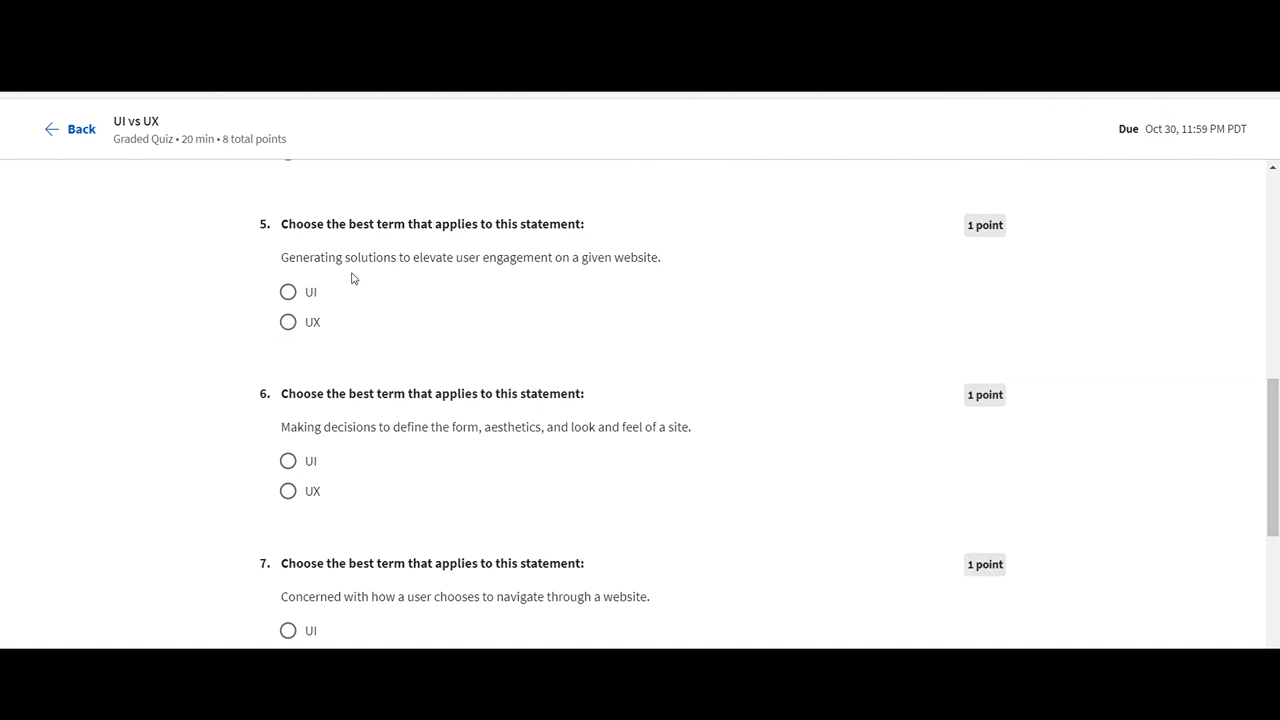 Back
UI vs UX
Graded Quiz • 20 min • 8 total points
Due Oct 30, 11:59 PM PDT
5. Choose the best term that applies to this statement:
1 point
Generating solutions to elevate user engagement on a given website.
UI
UX
6. Choose the best term that applies to this statement:
1 point
Making decisions to define the form, aesthetics, and look and feel of a site.
UI
UX
7. Choose the best term that applies to this statement:
1 point
Concerned with how a user chooses to navigate through a website.
UI